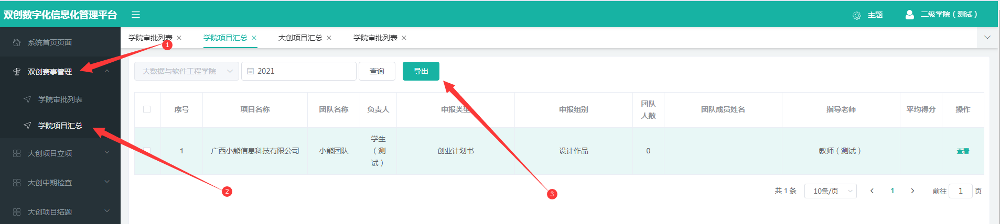 双创数字化信息化管理平台
主题
二级学院（测试）
系统首页页面
双创赛事管理
学院审批列表
学院项目汇总
大创项目立项
大创中期检查
大创项目结题
学院审批列表
学院项目汇总
大创项目汇总
学院审批列表
1
大数据与软件工程学院
2021
查询
导出
序号
项目名称
团队名称
负责人
申报类型
申报组别
团队
人数
团队成员姓名
指导老师
平均得分
操作
1
广西小熊信息科技有限公司
小熊团队
学生
（测
试）
创业计划书
设计作品
0
教师（测试）
查看
2
3
共 1 条
10条/页
1
前往
1
页